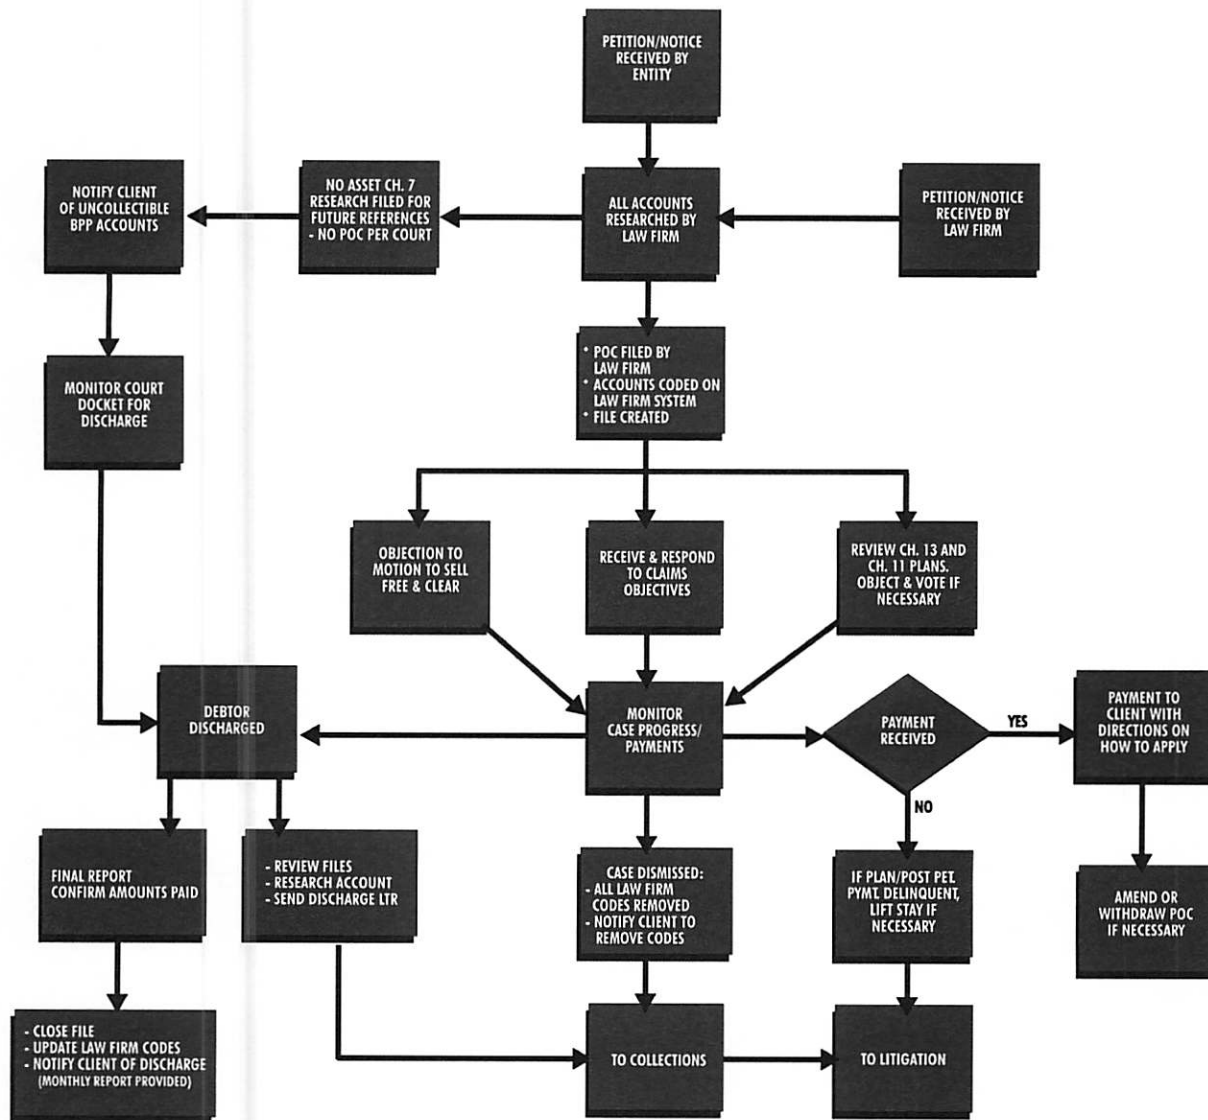 PETITION/NOTICE
RECEIVED BY
ENTITY
NOTIFY CLIENT
OF UNCOLLECTIBLE
BPP ACCOUNTS
NO ASSET CH. 7
RESEARCH FILED FOR
FUTURE REFERENCES
- NO POC PER COURT
ALL ACCOUNTS
RESEARCHED BY
LAW FIRM
PETITION/NOTICE
RECEIVED BY
LAW FIRM
MONITOR COURT
DOCKET FOR
DISCHARGE
* POC FILED BY
LAW FIRM
* ACCOUNTS CODED ON
LAW FIRM SYSTEM
* FILE CREATED
OBJECTION TO
MOTION TO SELL
FREE & CLEAR
RECEIVE & RESPOND
TO CLAIMS
OBJECTIVES
REVIEW CH. 13 AND
CH. 11 PLANS.
OBJECT & VOTE IF
NECESSARY
DEBTOR
DISCHARGED
MONITOR
CASE PROGRESS/
PAYMENTS
PAYMENT
RECEIVED
YES
PAYMENT TO
CLIENT WITH
DIRECTIONS ON
HOW TO APPLY
NO
FINAL REPORT
CONFIRM AMOUNTS PAID
- REVIEW FILES
- RESEARCH ACCOUNT
- SEND DISCHARGE LTR
CASE DISMISSED:
- ALL LAW FIRM
CODES REMOVED
- NOTIFY CLIENT TO
REMOVE CODES
IF PLAN/POST PET.
PYMT. DELINQUENT,
LIFT STAY IF
NECESSARY
AMEND OR
WITHDRAW POC
IF NECESSARY
- CLOSE FILE
- UPDATE LAW FIRM CODES
- NOTIFY CLIENT OF DISCHARGE
(MONTHLY REPORT PROVIDED)
TO COLLECTIONS
TO LITIGATION